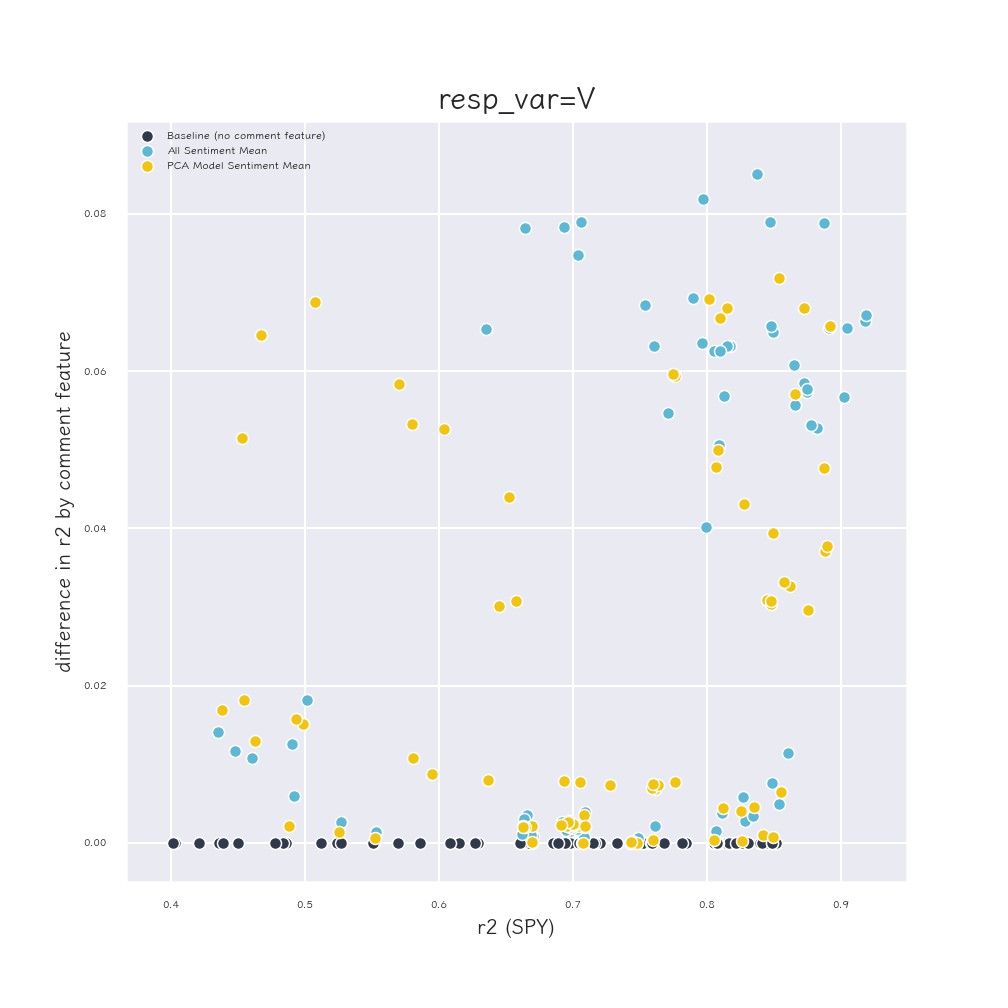 resp_var=V
Baseline (no comment feature)
All Sentiment Mean
PCA Model Sentiment Mean
difference in r2 by comment feature
0.08
0.06
0.04
0.02
0.00
0.4 0.5 0.6 0.7 0.8 0.9
r2 (SPY)